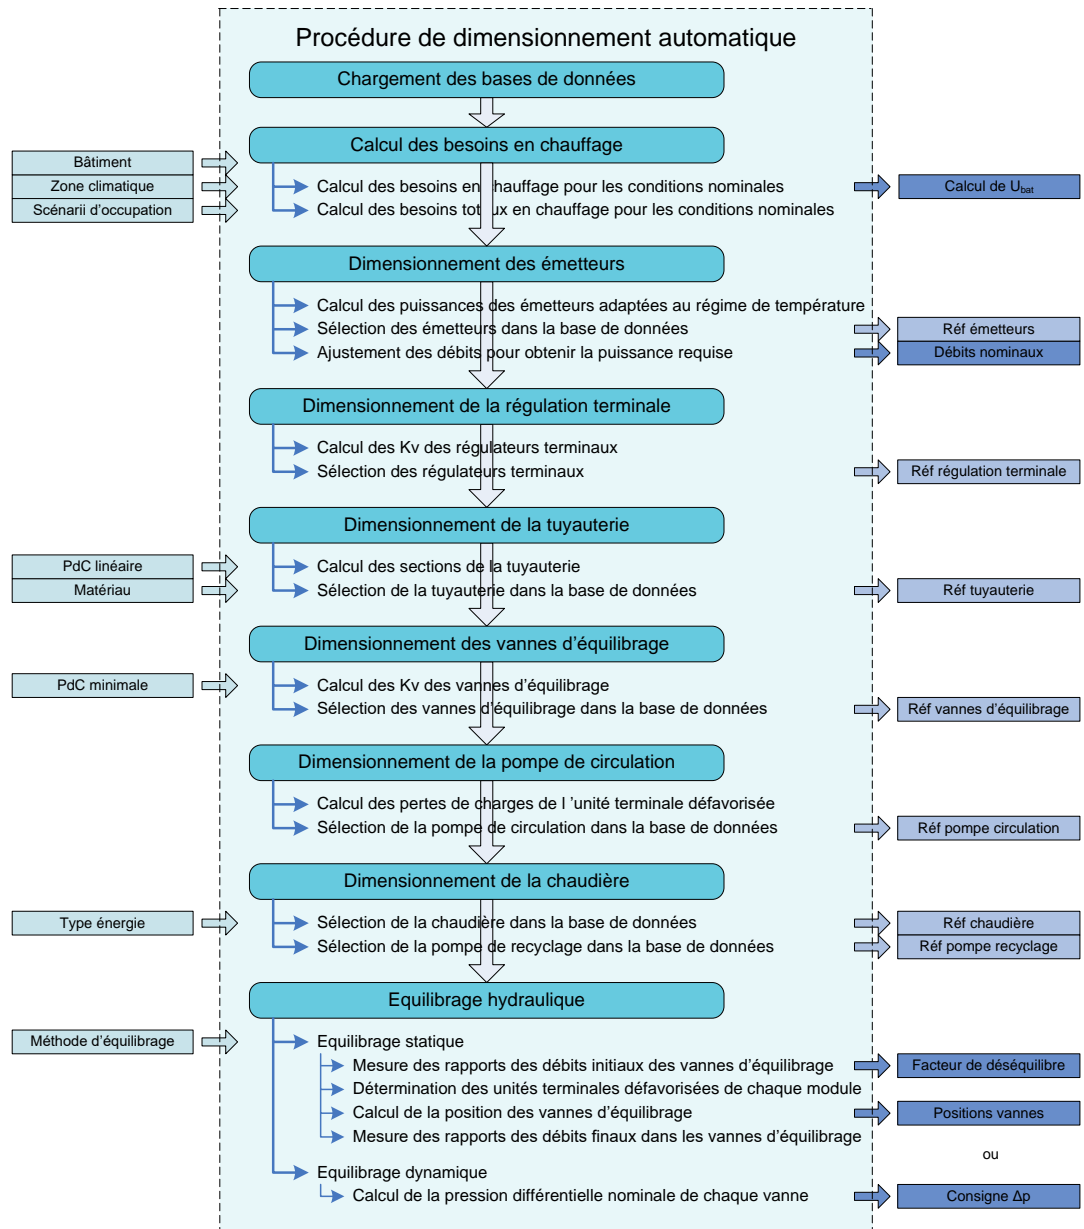 Procédure de dimensionnement automatique
Chargement des bases de données
Calcul des besoins en chauffage
Bâtiment
Zone climatique
Calcul des besoins en chauffage pour les conditions nominales
Calcul de Ubat
Scénarii d'occupation
Calcul des besoins totaux en chauffage pour les conditions nominales
Dimensionnement des émetteurs
Calcul des puissances des émetteurs adaptées au régime de température
Sélection des émetteurs dans la base de données
Réf émetteurs
Ajustement des débits pour obtenir la puissance requise
Débits nominaux
Dimensionnement de la régulation terminale
Calcul des Kv des régulateurs terminaux
Sélection des régulateurs terminaux
Réf régulation terminale
Dimensionnement de la tuyauterie
PdC linéaire
Calcul des sections de la tuyauterie
Matériau
Sélection de la tuyauterie dans la base de données
Réf tuyauterie
Dimensionnement des vannes d'équilibrage
PdC minimale
Calcul des Kv des vannes d'équilibrage
Sélection des vannes d'équilibrage dans la base de données
Réf vannes d'équilibrage
Dimensionnement de la pompe de circulation
Calcul des pertes de charges de l 'unité terminale défavorisée
Sélection de la pompe de circulation dans la base de données
Réf pompe circulation
Dimensionnement de la chaudière
Type énergie
Sélection de la chaudière dans la base de données
Réf chaudière
Sélection de la pompe de recyclage dans la base de données
Réf pompe recyclage
Equilibrage hydraulique
Méthode d'équilibrage
Equilibrage statique
Mesure des rapports des débits initiaux des vannes d'équilibrage
Facteur de déséquilibre
Détermination des unités terminales défavorisées de chaque module
Calcul de la position des vannes d'équilibrage
Positions vannes
Mesure des rapports des débits finaux dans les vannes d'équilibrage
ou
Equilibrage dynamique
Calcul de la pression différentielle nominale de chaque vanne
Consigne Δp